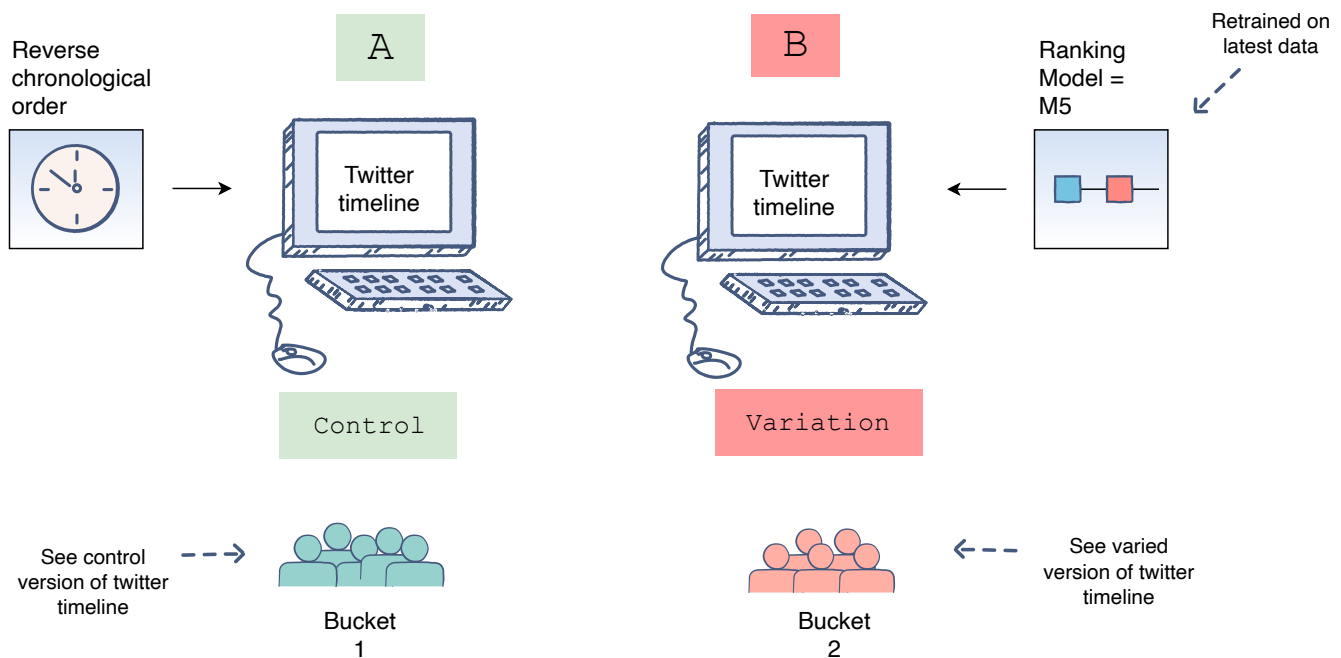 Reverse
chronological
order
A
B
Ranking
Model =
M5
Retrained on
latest data
Twitter
timeline
Twitter
timeline
Control
Variation
See control
version of twitter
timeline
Bucket
1
Bucket
2
See varied
version of twitter
timeline